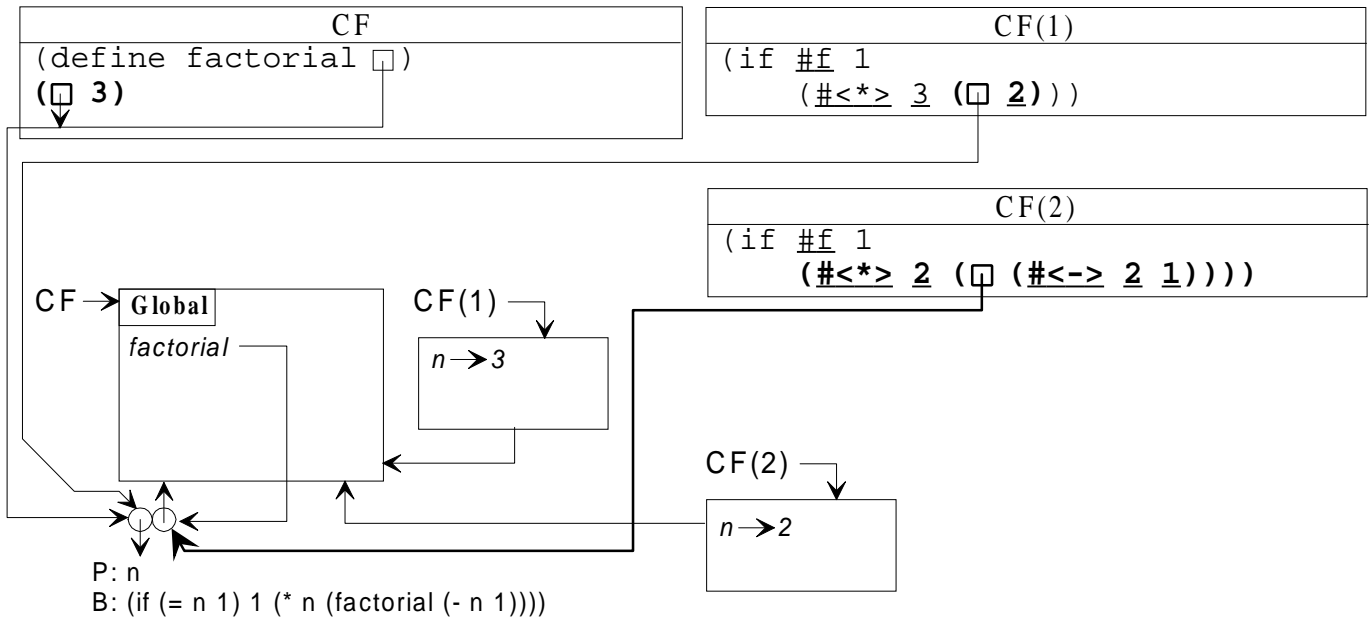 CF
(define factorial □)
(□ 3)
CF(1)
(if #f 1
(#<*> 3 (□ 2)))
CF(2)
(if #f 1
(#<*> 2 (□ (#<-> 2 1))))
CF
Global
factorial
CF(1)
n → 3
CF(2)
n → 2
P: n
B: (if (= n 1) 1 (* n (factorial (- n 1))))